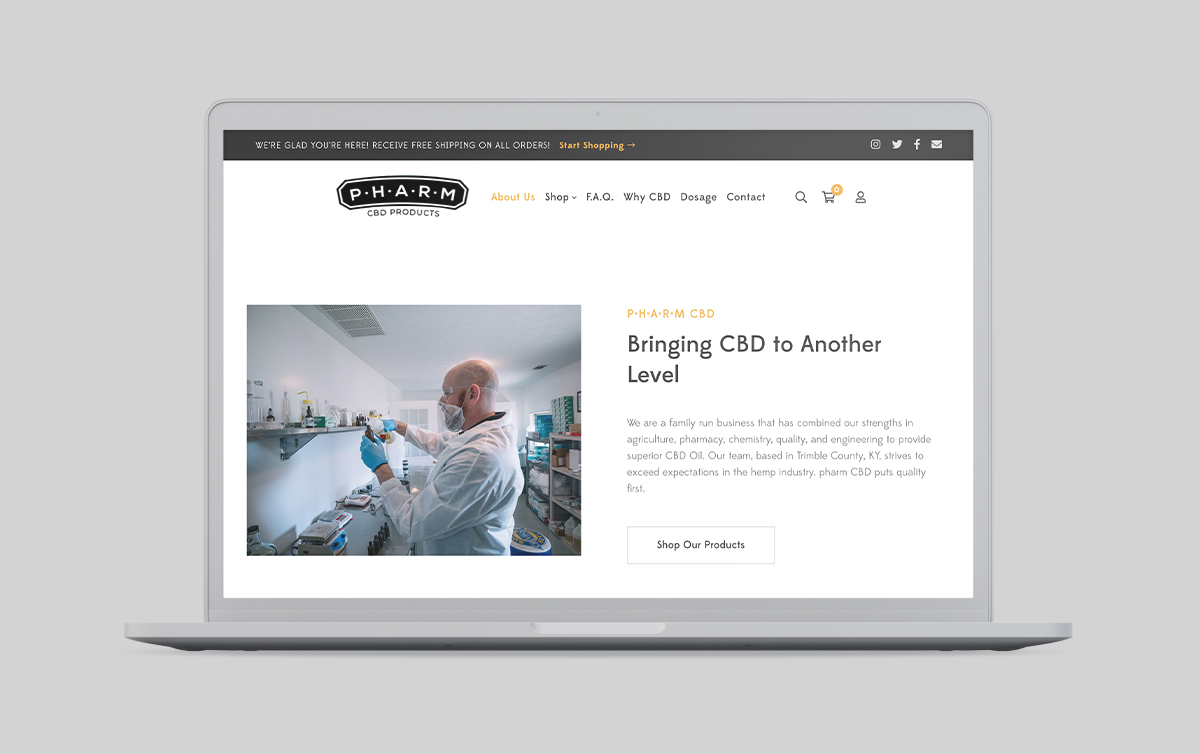 WE'RE GLAD YOU'RE HERE! RECEIVE FREE SHIPPING ON ALL ORDERS! Start Shopping →
P·H·A·R·M
CBD PRODUCTS
About Us Shop F.A.Q. Why CBD Dosage Contact
0
P·H·A·R·M CBD
Bringing CBD to Another
Level
We are a family run business that has combined our strengths in
agriculture, pharmacy, chemistry, quality, and engineering to provide
superior CBD Oil. Our team, based in Trimble County, KY, strives to
exceed expectations in the hemp industry. pharm CBD puts quality
first.
Shop Our Products